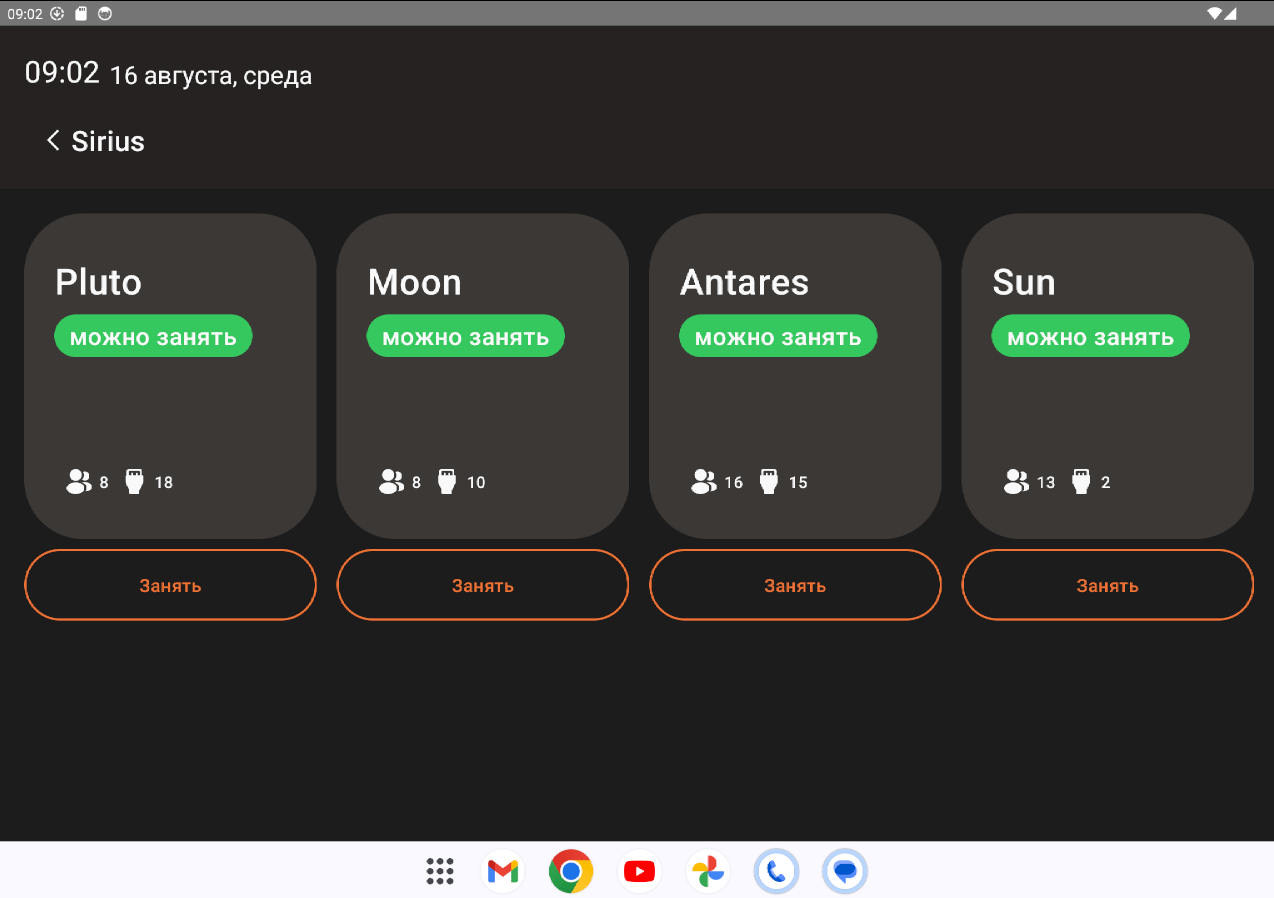 09:02
09:02 16 августа, среда
Sirius
Pluto
можно занять
8 18
Занять
Moon
можно занять
8 10
Занять
Antares
можно занять
16 15
Занять
Sun
можно занять
13 2
Занять